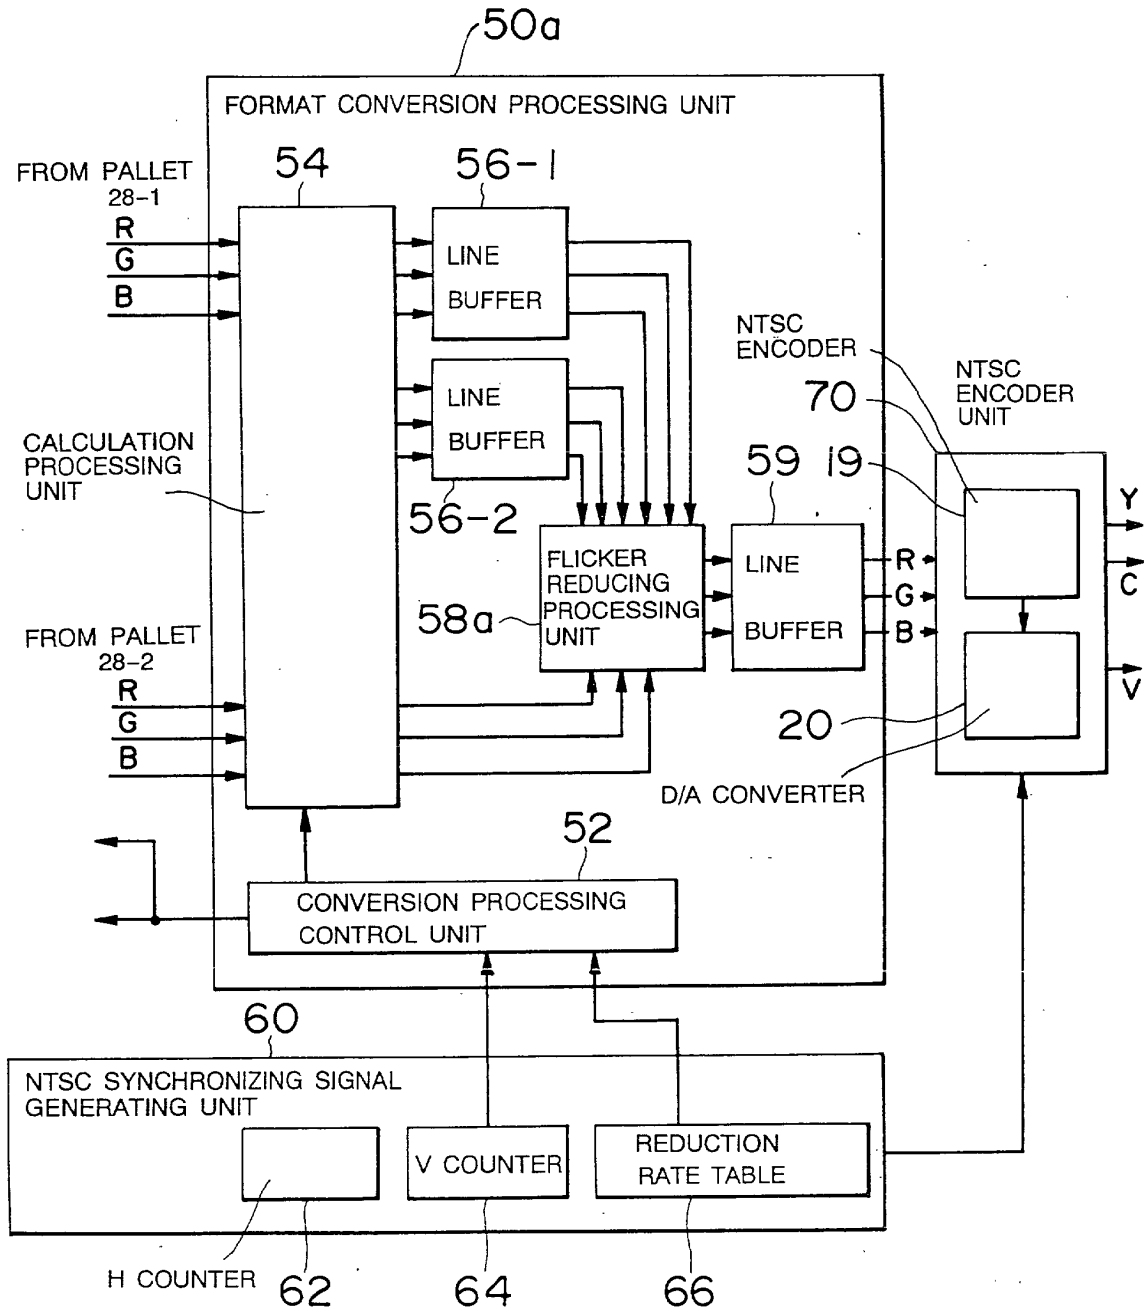 50a
FORMAT CONVERSION PROCESSING UNIT
FROM PALLET
28-1
R
G
B
54
56-1
LINE
BUFFER
LINE
BUFFER
56-2
CALCULATION
PROCESSING
UNIT
FROM PALLET
28-2
R
G
B
FLICKER
REDUCING
PROCESSING
UNIT
58a
59
LINE
BUFFER
R
G
B
NTSC
ENCODER
NTSC
ENCODER
UNIT
70
19
20
D/A CONVERTER
Y
C
V
52
CONVERSION PROCESSING
CONTROL UNIT
60
NTSC SYNCHRONIZING SIGNAL
GENERATING UNIT
V COUNTER
REDUCTION
RATE TABLE
H COUNTER
62
64
66